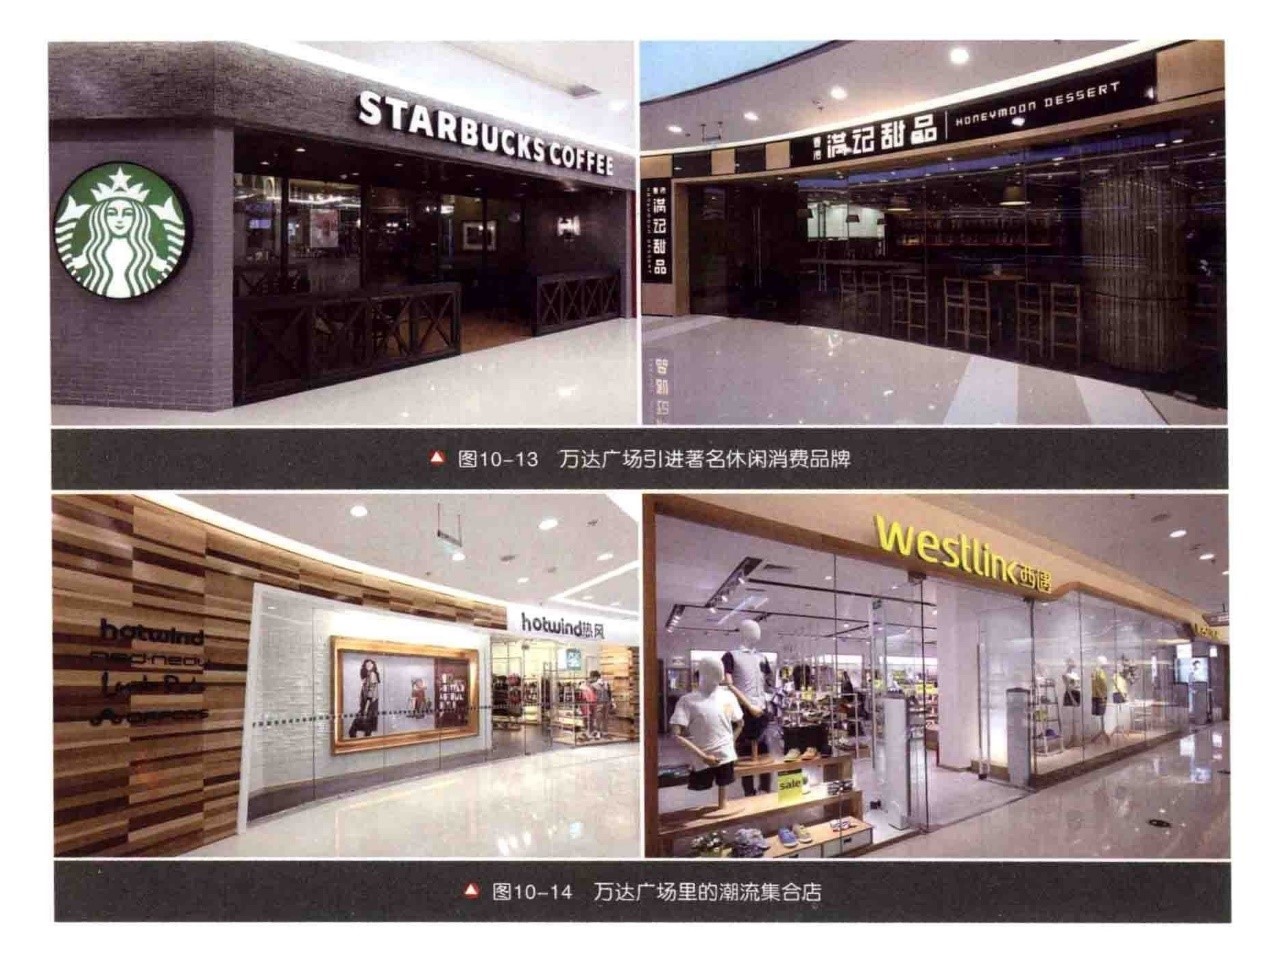 STARBUCKS COFFEE
香港 满记甜品 HONEYMOON DESSERT
满记甜品
图10-13 万达广场引进著名休闲消费品牌
hotwind
hotwind热风
westlink西遇
sale
图10-14 万达广场里的潮流集合店